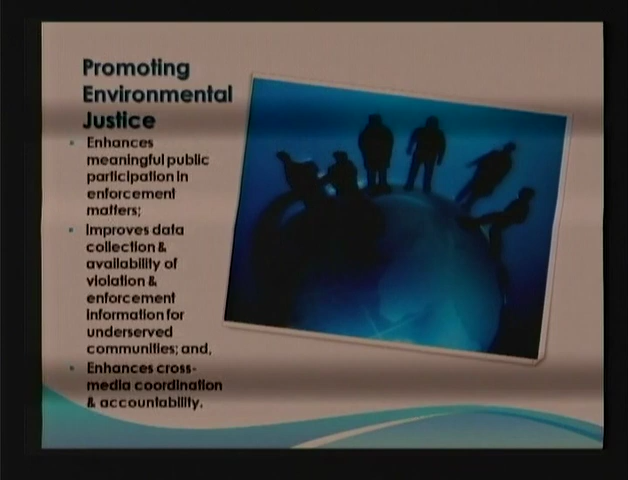 Promoting
Environmental
Justice
• Enhances
meaningful public
participation in
enforcement
matters;
• Improves data
collection &
availability of
violation &
enforcement
information for
underserved
communities; and,
• Enhances cross-
media coordination
& accountability.